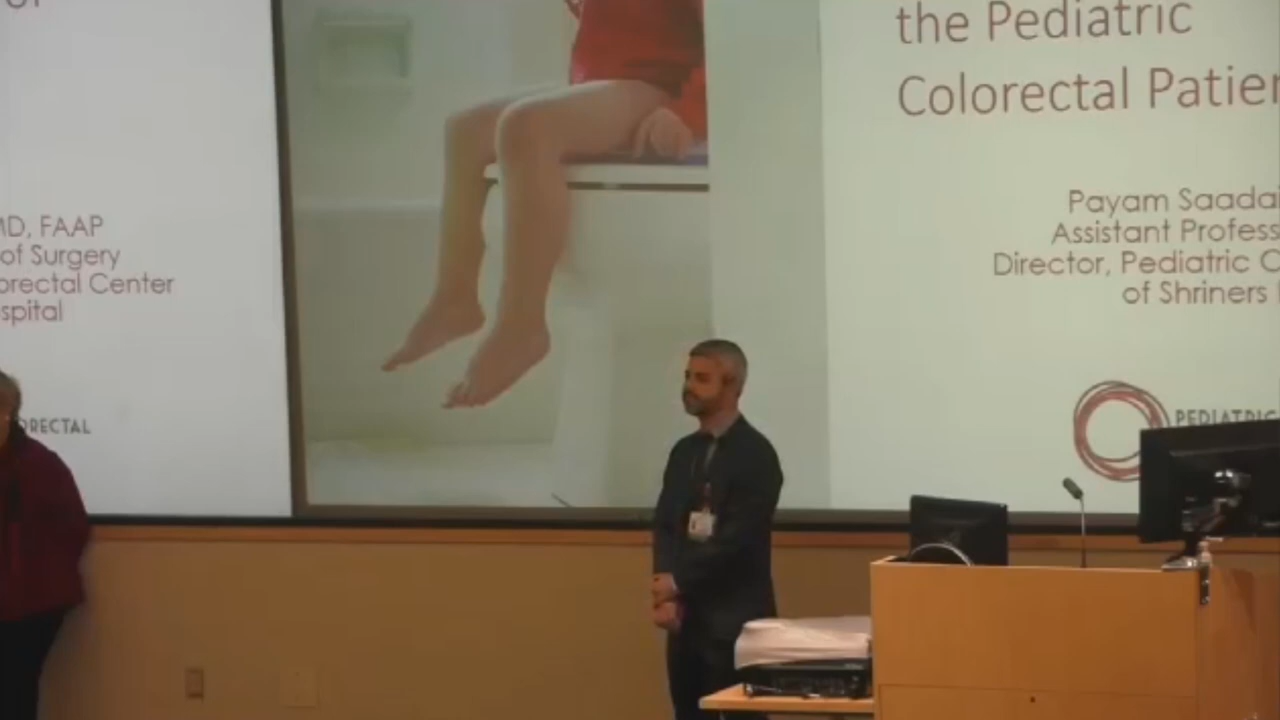 MD, FAAP
of Surgery
orectal Center
spital
ORECTAL
the Pediatric
Colorectal Patien
Payam Saadai
Assistant Profess
Director, Pediatric C
of Shriners
PEDIATRIC